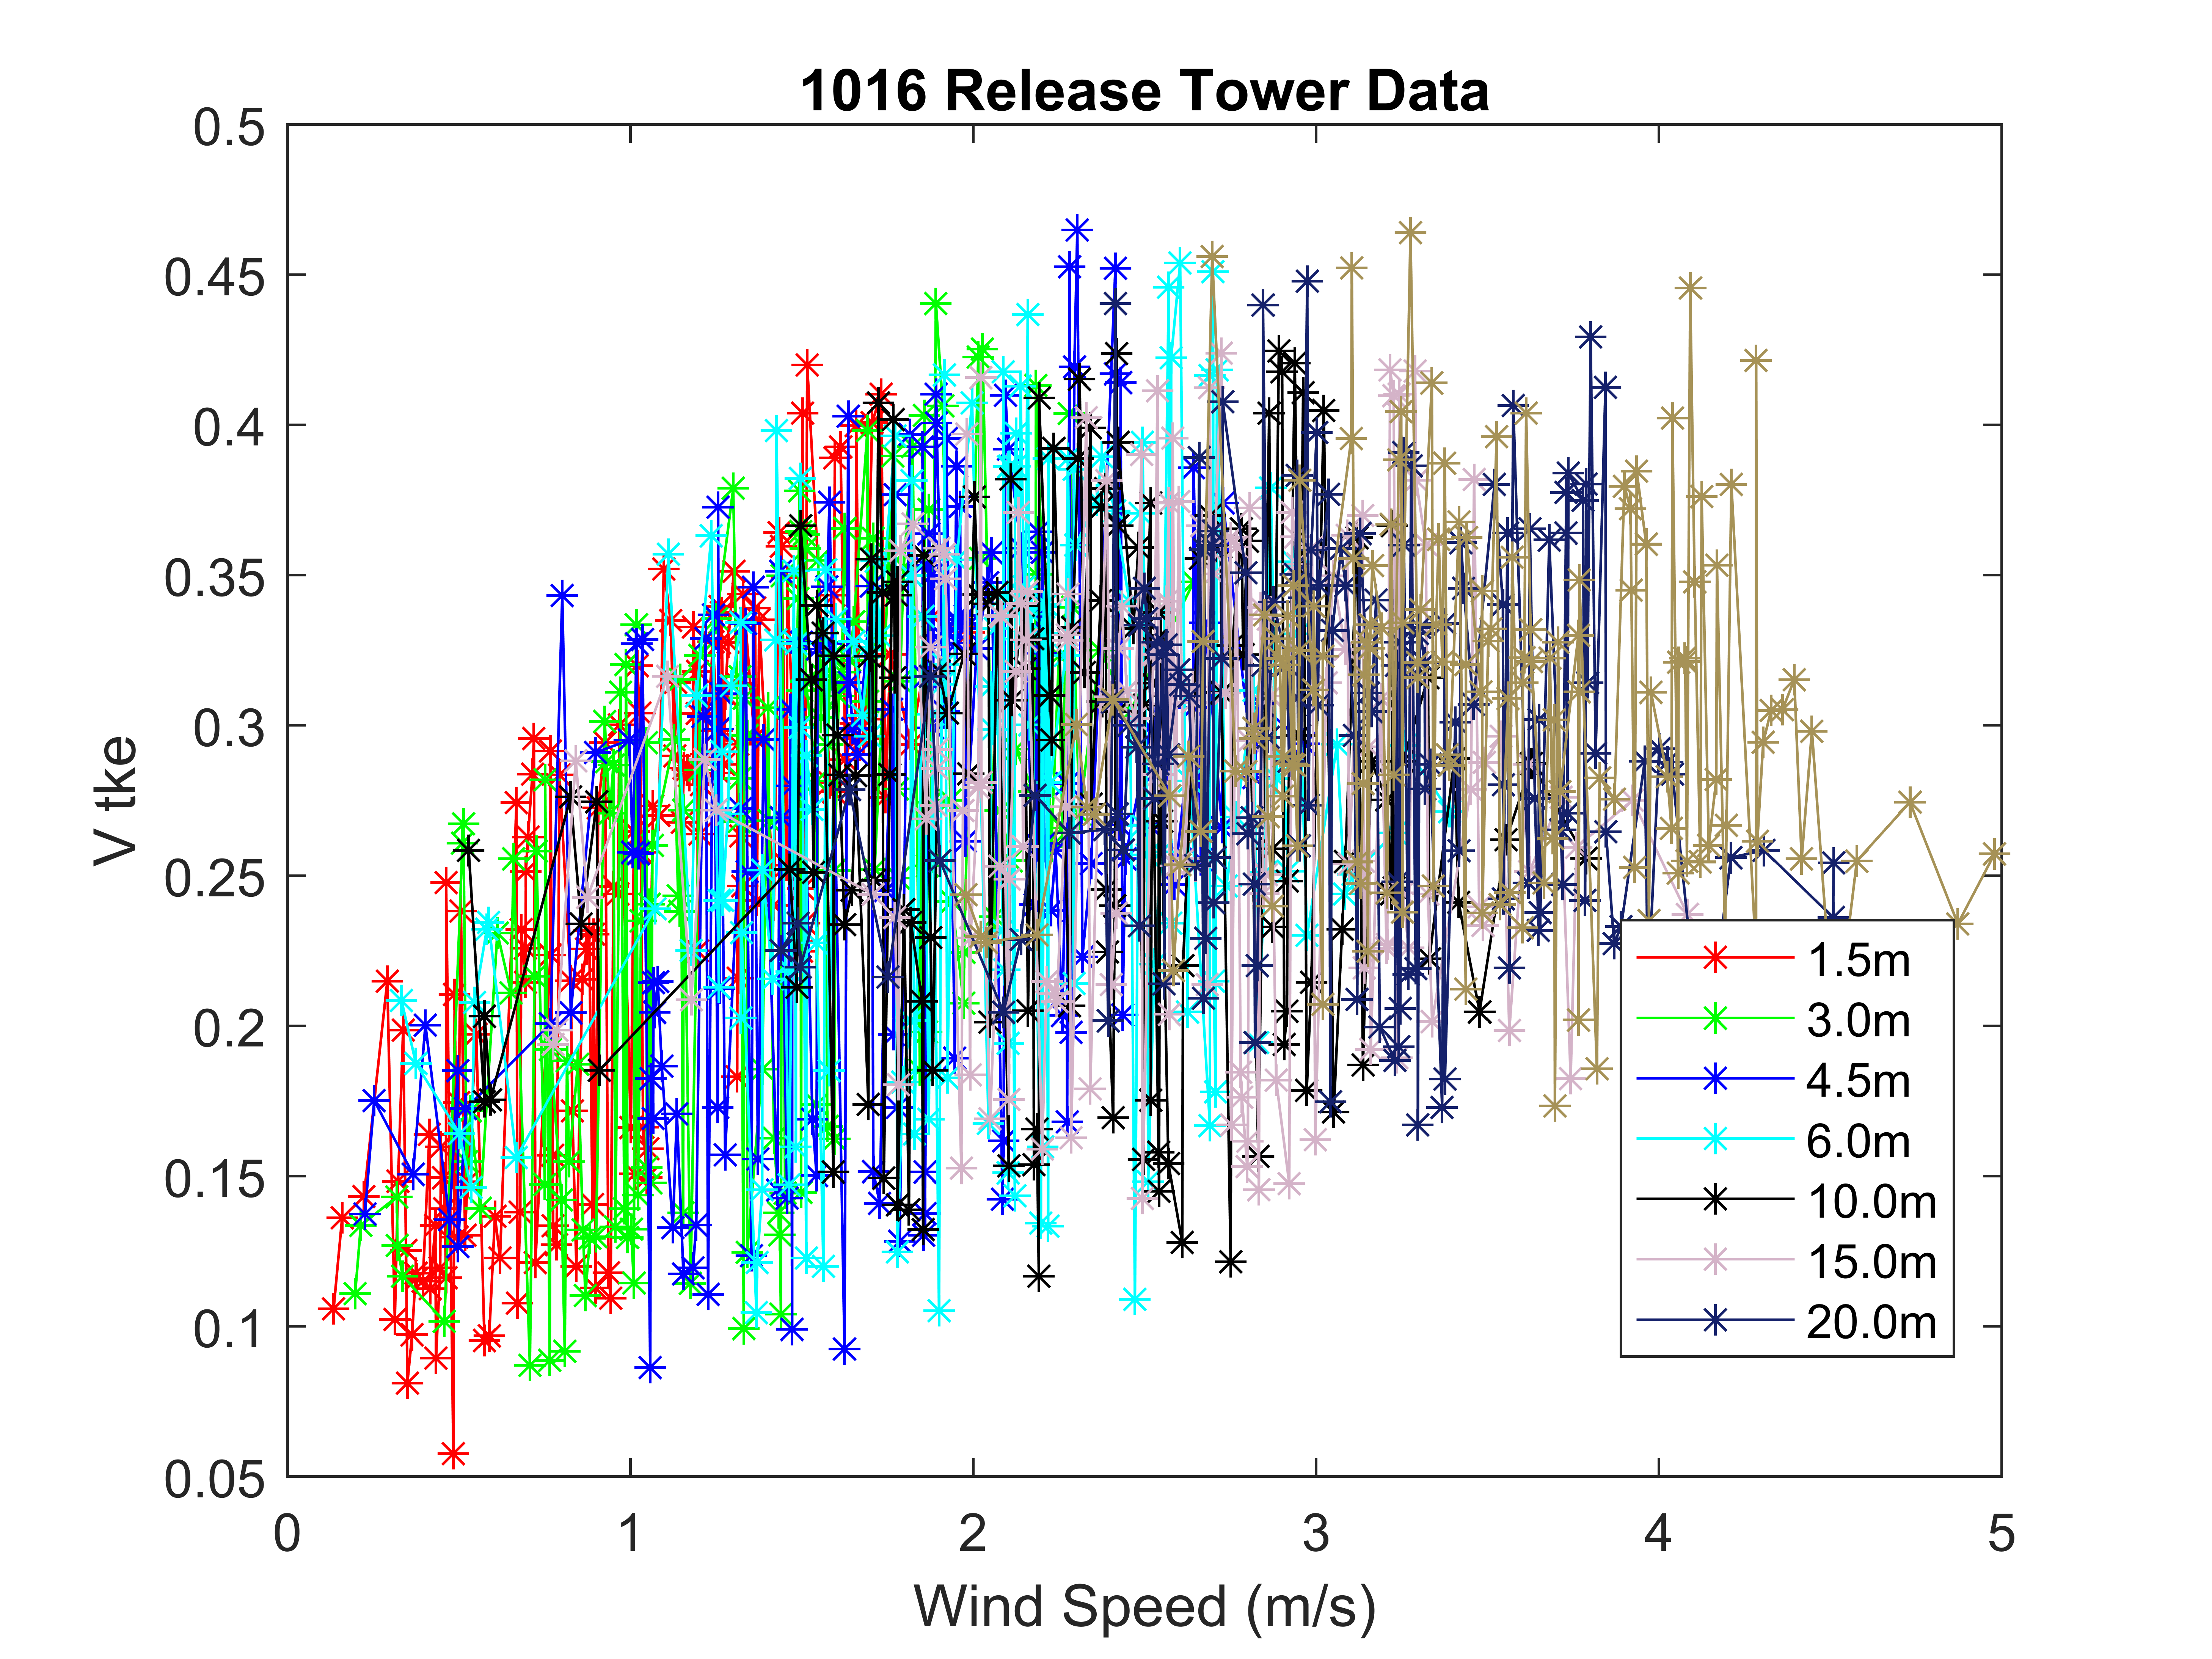 1016 Release Tower Data
0.5
0.45
0.4
0.35
0.3
0.25
0.2
0.15
0.1
0.05
V tke
0 1 2 3 4 5
Wind Speed (m/s)
1.5m
3.0m
4.5m
6.0m
10.0m
15.0m
20.0m